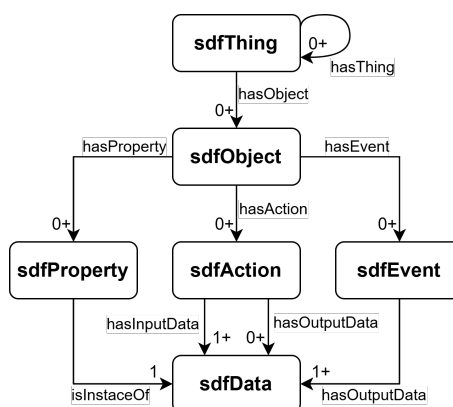 sdfThing
0+
hasThing
hasObject
0+
hasProperty
sdfObject
hasEvent
hasAction
0+
0+
0+
sdfProperty
sdfAction
sdfEvent
hasInputData
1+
0+
hasOutputData
1
1+
isInstaceOf
sdfData
hasOutputData